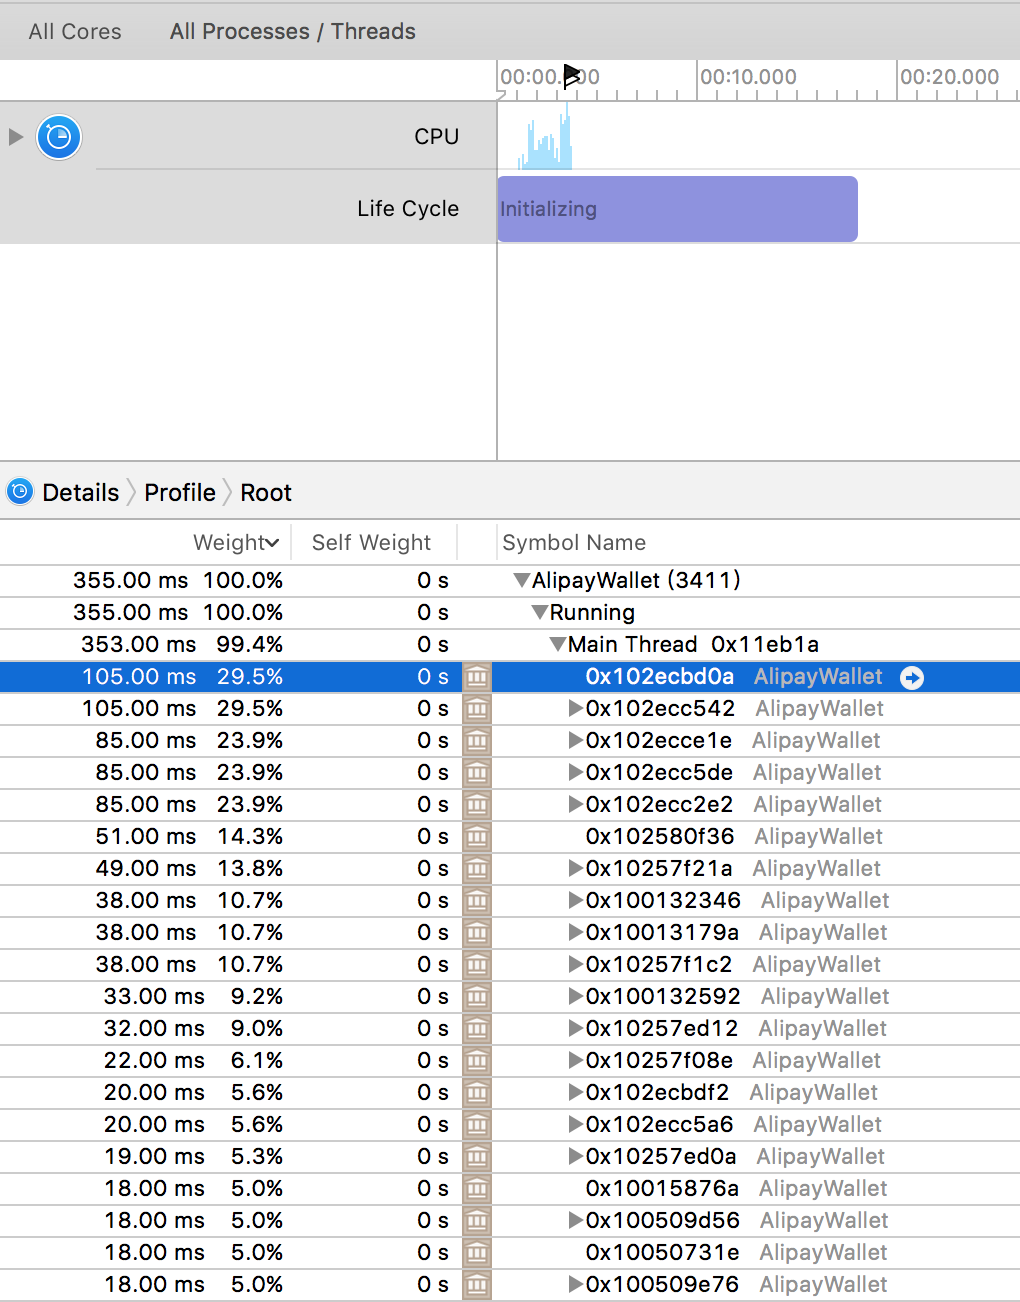 All Cores All Processes / Threads
00:10.000 00:20.000
CPU
Life Cycle Initializing
Details Profile Root
Weight Self Weight Symbol Name
355.00 ms 100.0% 0 s AlipayWallet (3411)
355.00 ms 100.0% 0 s Running
353.00 ms 99.4% 0 s Main Thread 0x11eb1a
105.00 ms 29.5% 0 s 0x102ecbd0a AlipayWallet
105.00 ms 29.5% 0 s 0x102ecc542 AlipayWallet
85.00 ms 23.9% 0 s 0x102ecce1e AlipayWallet
85.00 ms 23.9% 0 s 0x102ecc5de AlipayWallet
85.00 ms 23.9% 0 s 0x102ecc2e2 AlipayWallet
51.00 ms 14.3% 0 s 0x102580f36 AlipayWallet
49.00 ms 13.8% 0 s 0x10257f21a AlipayWallet
38.00 ms 10.7% 0 s 0x100132346 AlipayWallet
38.00 ms 10.7% 0 s 0x10013179a AlipayWallet
38.00 ms 10.7% 0 s 0x10257f1c2 AlipayWallet
33.00 ms 9.2% 0 s 0x100132592 AlipayWallet
32.00 ms 9.0% 0 s 0x10257ed12 AlipayWallet
22.00 ms 6.1% 0 s 0x10257f08e AlipayWallet
20.00 ms 5.6% 0 s 0x102ecbdf2 AlipayWallet
20.00 ms 5.6% 0 s 0x102ecc5a6 AlipayWallet
19.00 ms 5.3% 0 s 0x10257ed0a AlipayWallet
18.00 ms 5.0% 0 s 0x10015876a AlipayWallet
18.00 ms 5.0% 0 s 0x100509d56 AlipayWallet
18.00 ms 5.0% 0 s 0x10050731e AlipayWallet
18.00 ms 5.0% 0 s 0x100509e76 AlipayWallet